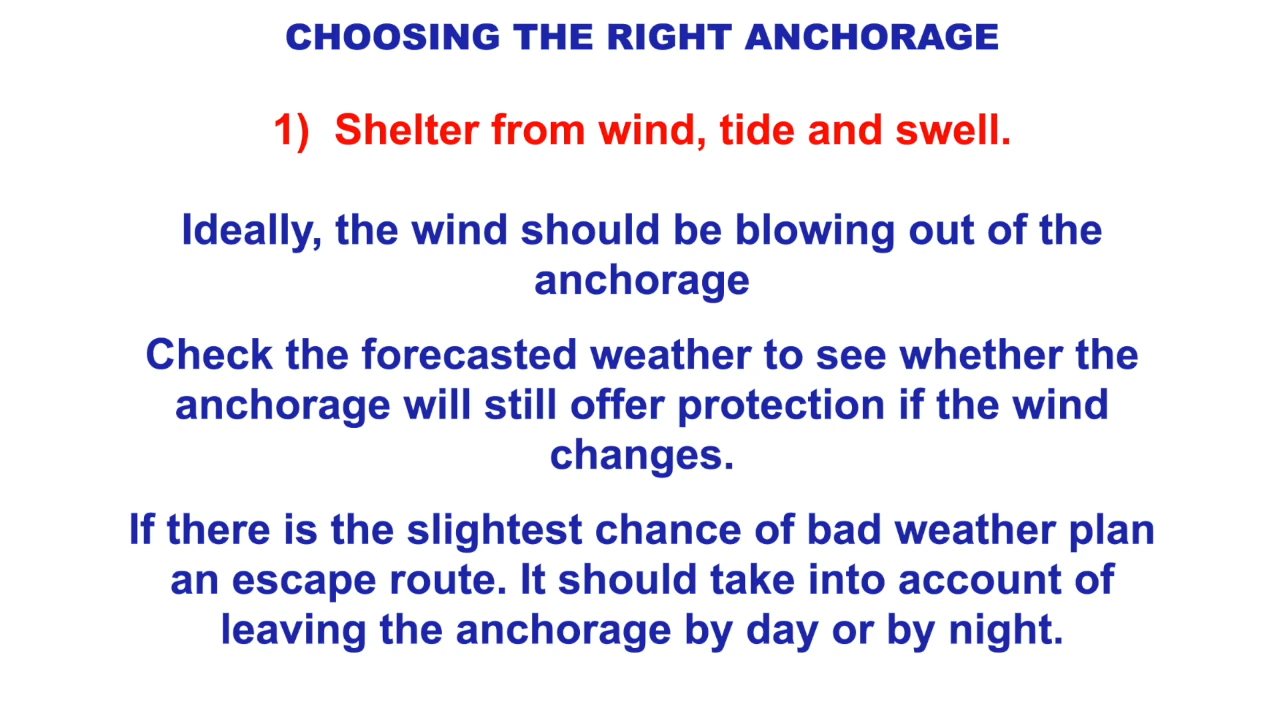 CHOOSING THE RIGHT ANCHORAGE
1) Shelter from wind, tide and swell.
Ideally, the wind should be blowing out of the
anchorage
Check the forecasted weather to see whether the
anchorage will still offer protection if the wind
changes.
If there is the slightest chance of bad weather plan
an escape route. It should take into account of
leaving the anchorage by day or by night.